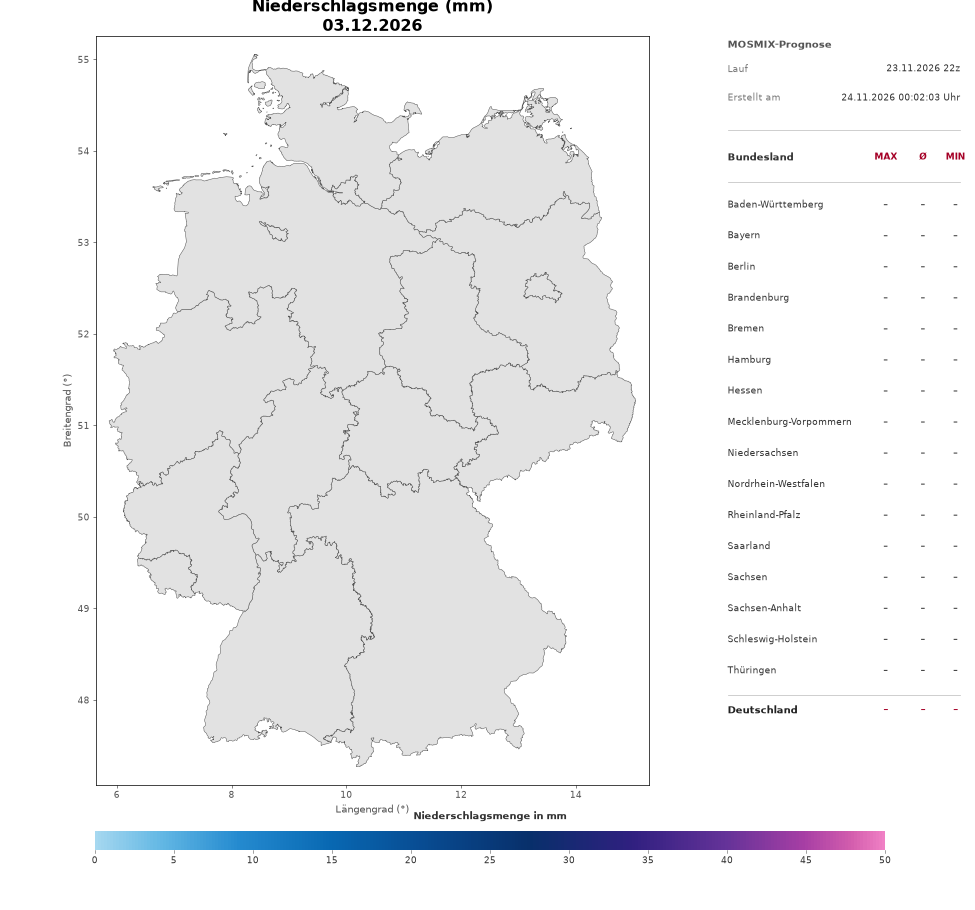 Niederschlagsmenge (mm)
03.12.2026
55
54
53
52
51
50
49
48
Breitengrad (°)
6 8 10 12 14
Längengrad (°)
MOSMIX-Prognose
Lauf 23.11.2026 22z
Erstellt am 24.11.2026 00:02:03 Uhr
Bundesland MAX Ø MIN
Baden-Württemberg – – –
Bayern – – –
Berlin – – –
Brandenburg – – –
Bremen – – –
Hamburg – – –
Hessen – – –
Mecklenburg-Vorpommern – – –
Niedersachsen – – –
Nordrhein-Westfalen – – –
Rheinland-Pfalz – – –
Saarland – – –
Sachsen – – –
Sachsen-Anhalt – – –
Schleswig-Holstein – – –
Thüringen – – –
Deutschland – – –
Niederschlagsmenge in mm
0 5 10 15 20 25 30 35 40 45 50